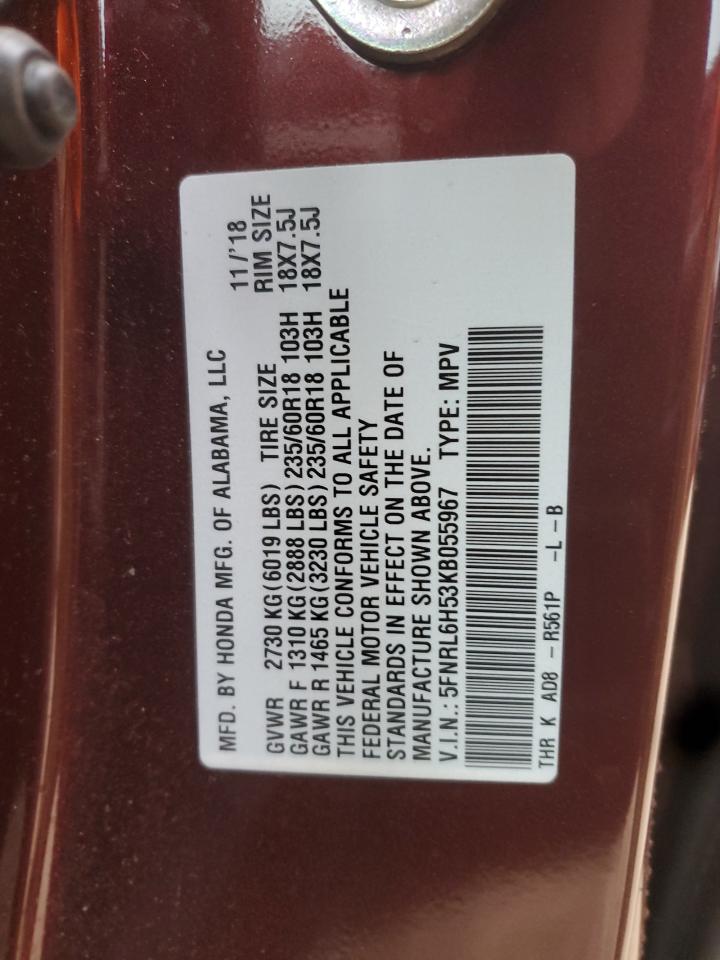 MFD. BY HONDA MFG. OF ALABAMA, LLC 11/'18
GVWR 2730 KG(6019 LBS) TIRE SIZE RIM SIZE
GAWR F 1310 KG(2888 LBS)235/60R18 103H 18X7.5J
GAWR R 1465 KG(3230 LBS)235/60R18 103H 18X7.5J
THIS VEHICLE CONFORMS TO ALL APPLICABLE
FEDERAL MOTOR VEHICLE SAFETY
STANDARDS IN EFFECT ON THE DATE OF
MANUFACTURE SHOWN ABOVE.
V.I.N.: 5FNRL6H53KB055967 TYPE: MPV
THR K AD8 - R561P -L -B